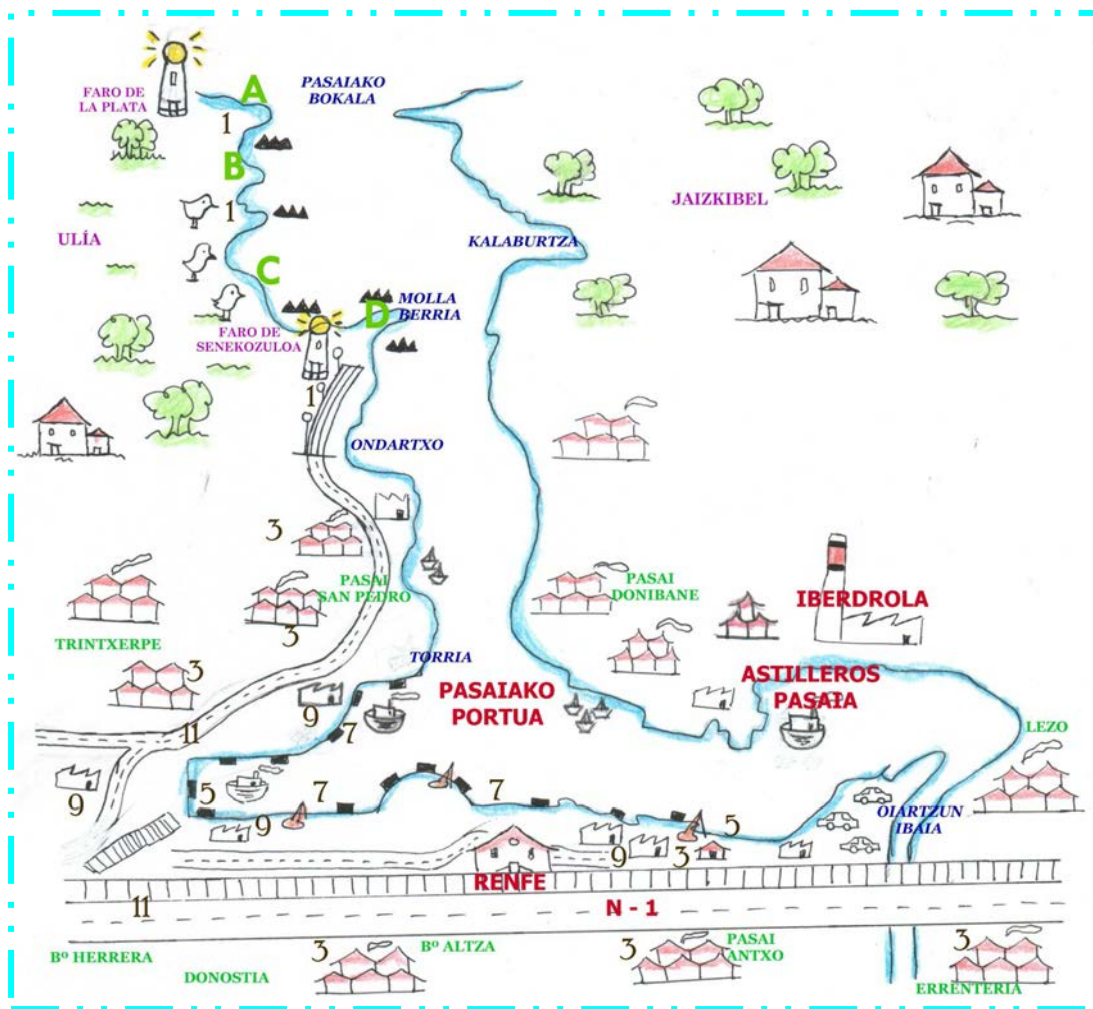 A
PASAIAKO
BOKALA
FARO DE
LA PLATA
1
B
1
JAIZKIBEL
ULÍA
KALABURTZA
C
MOLLA
BERRIA
D
FARO DE
SENEKOZULOA
1
ONDARTXO
3
PASAI
SAN PEDRO
PASAI
DONIBANE
IBERDROLA
3
TRINTXERPE
TORRIA
3
ASTILLEROS
PASAIA
PASAIAKO
PORTUA
9
7
11
LEZO
9
5
7
7
9
5
OIARTZUN
IBAIA
9
3
RENFE
11
N - 1
Bº HERRERA
3
Bº ALTZA
3
PASAI
ANTXO
3
DONOSTIA
ERRENTERIA